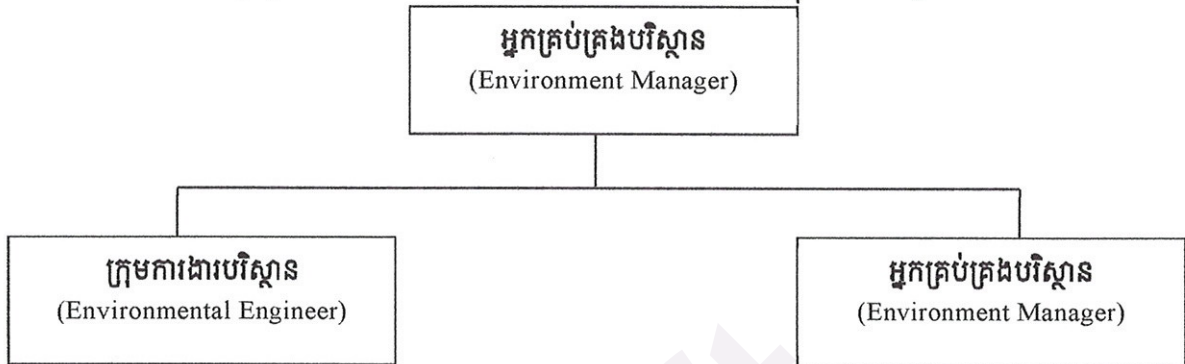 អ្នកគ្រប់គ្រងបរិស្ថាន
(Environment Manager)
ក្រុមការងារបរិស្ថាន
(Environmental Engineer)
អ្នកគ្រប់គ្រងបរិស្ថាន
(Environment Manager)